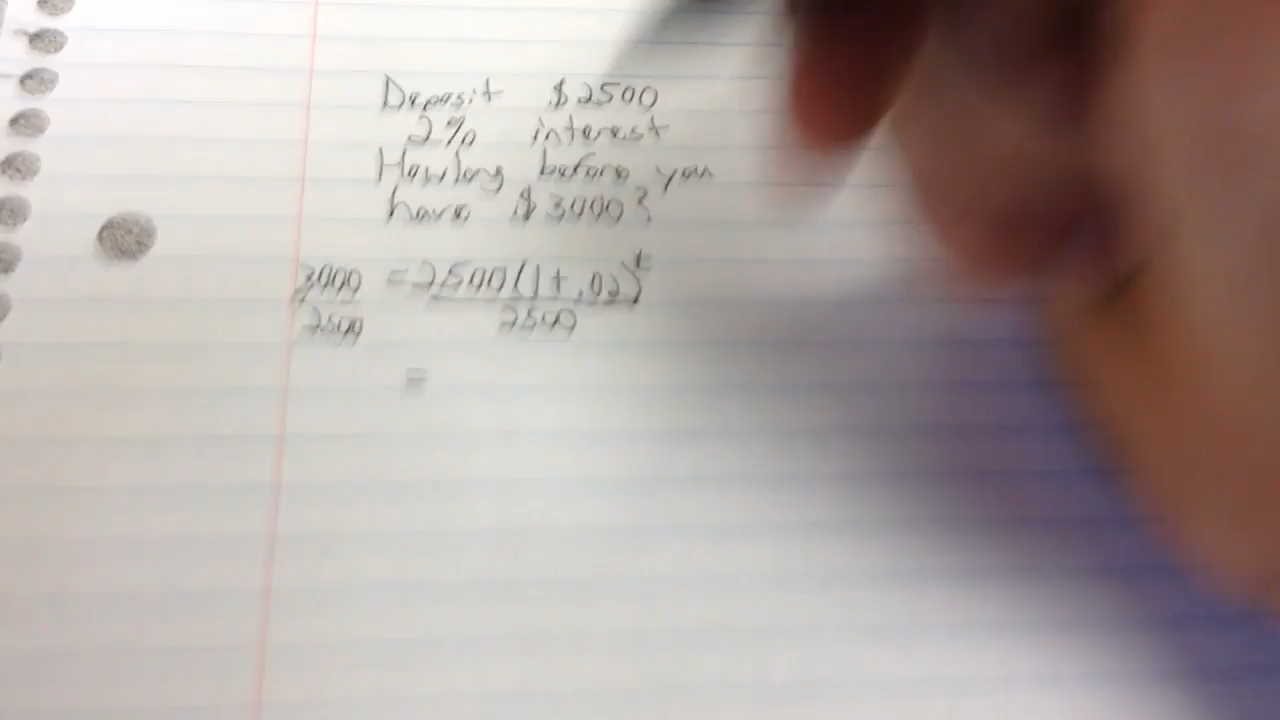 Deposit $2500
2% interest
How long before you
have $3000?
3000 = 2500(1+.02)^t
2500 2500
=